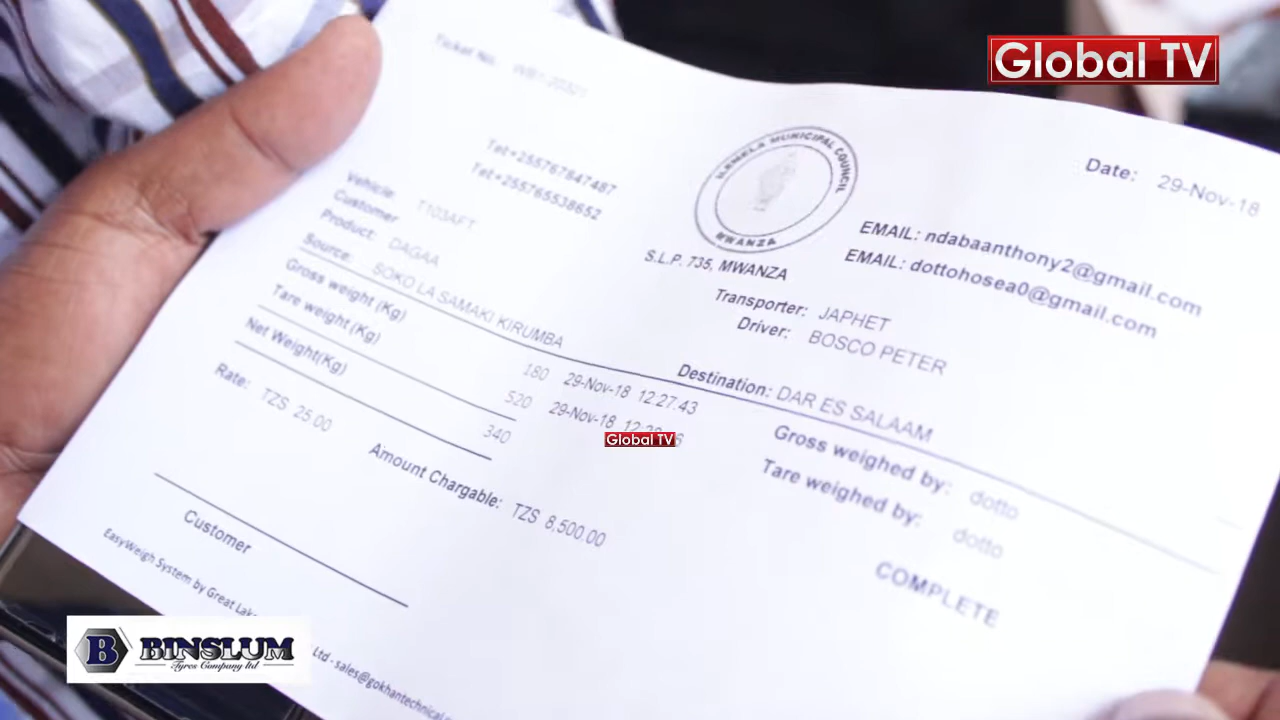 Global TV
Ticket No.
Date: 29-Nov-18
Tel:+255767847487
Tel:+255765538652
ILEMELA MUNICIPAL COUNCIL
MWANZA
S.L.P. 735, MWANZA
EMAIL: ndabaanthony2@gmail.com
EMAIL: dottohosea0@gmail.com
Vehicle: T103AFT
Customer
Product: DAGAA
Source: SOKO LA SAMAKI KIRUMBA
Transporter: JAPHET
Driver: BOSCO PETER
Destination: DAR ES SALAAM
Gross weight (Kg) 180 29-Nov-18 12:27:43
Tare weight (Kg) 520 29-Nov-18
Net Weight(Kg) 340
Gross weighed by: dotto
Tare weighed by: dotto
Rate: TZS 25.00
Amount Chargable: TZS 8,500.00
COMPLETE
Customer
EasyWeigh System by Great
Ltd - sales@gokhantechnical
Global TV
B BINSLUM
Tyres Company ltd